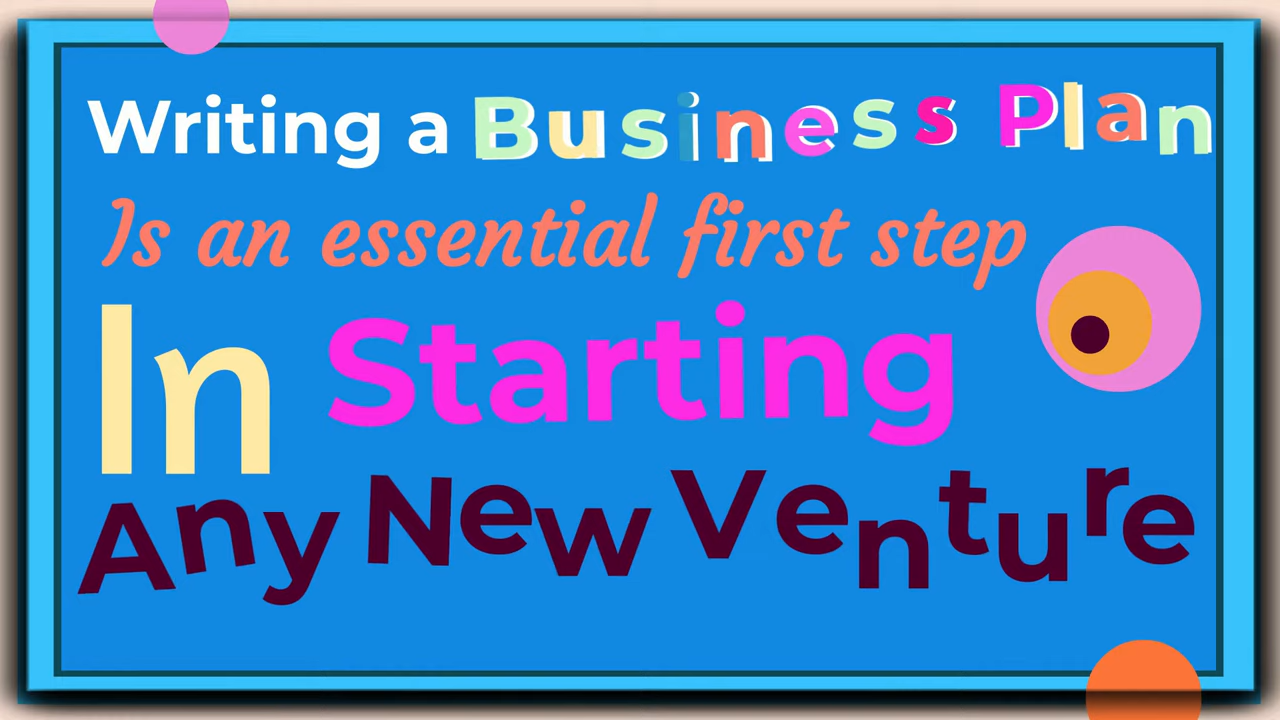 Writing a Business Plan
Is an essential first step
In Starting
Any New Venture